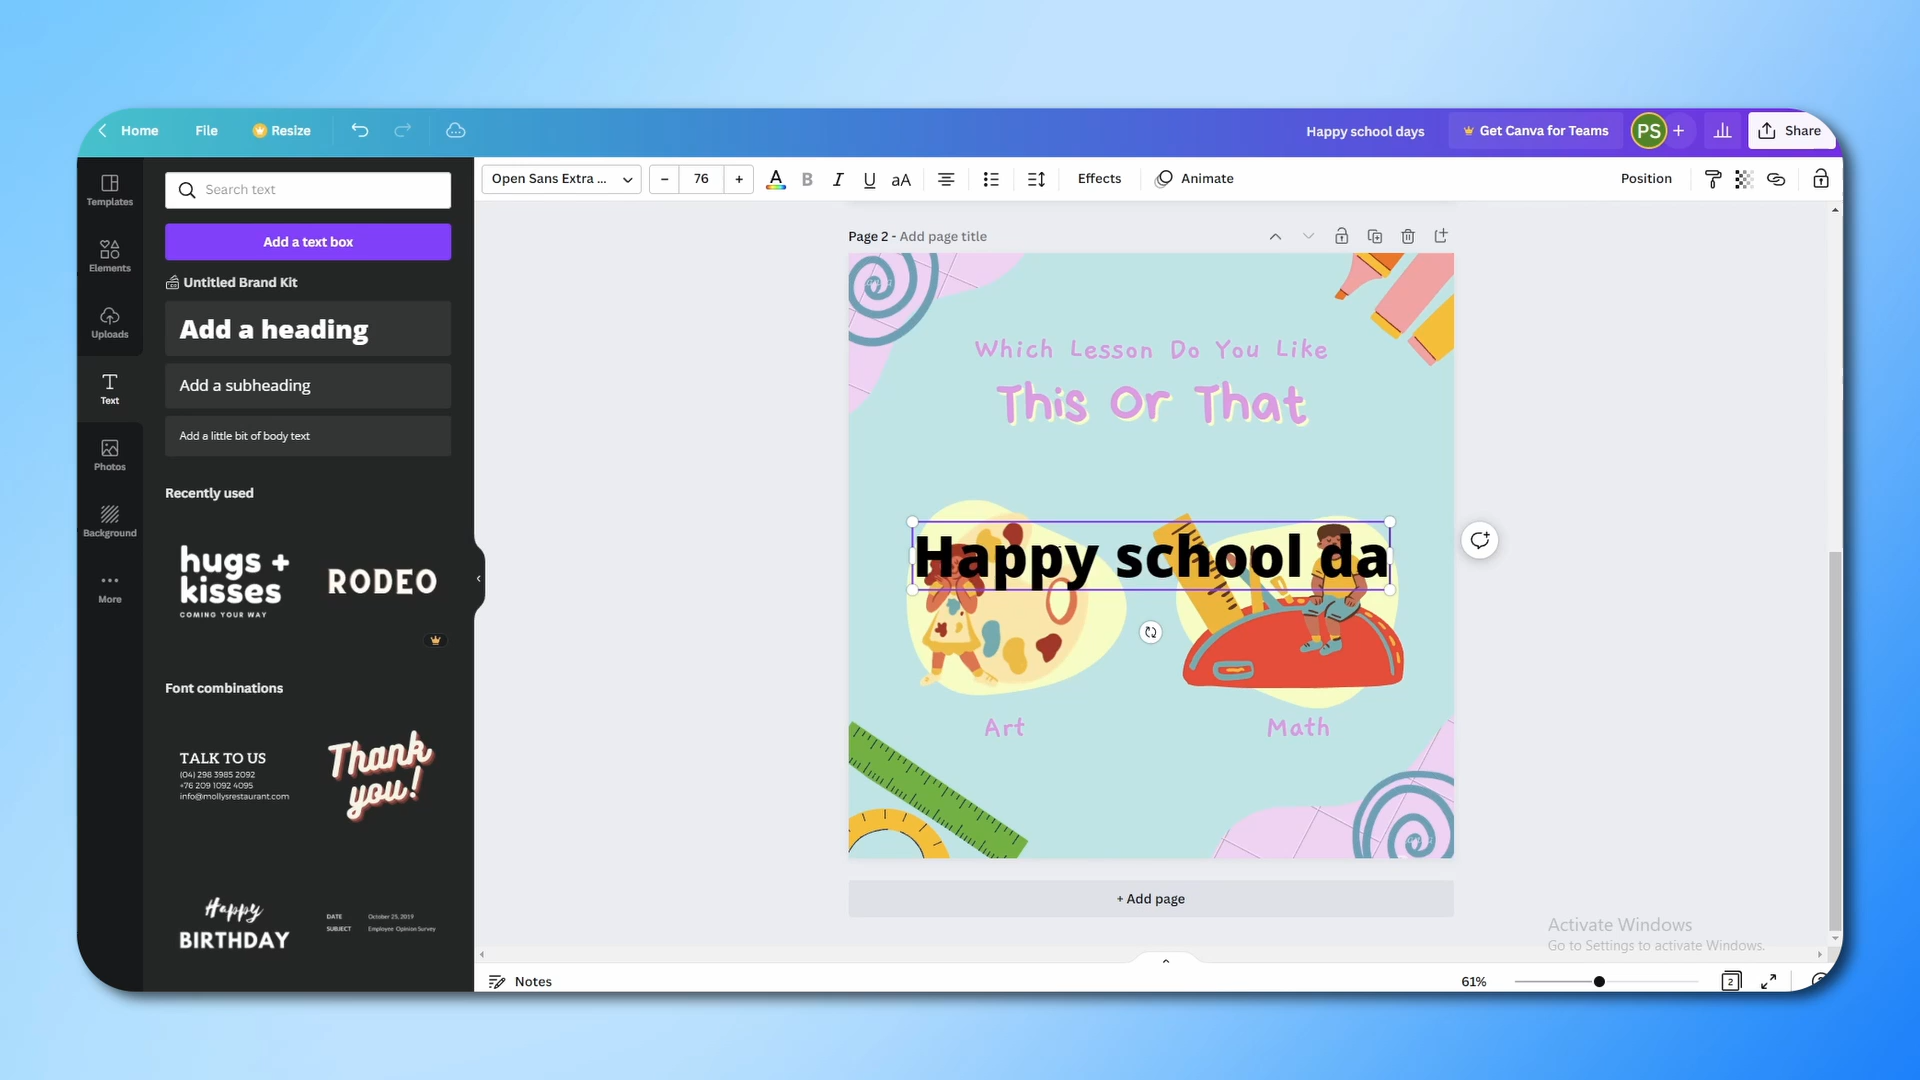 Home File Resize Happy school days Get Canva for Teams PS + Share
Open Sans Extra ... - 76 + A B I U aA Effects Animate Position
Templates
Elements
Uploads
Text
Photos
Background
More
Search text
Add a text box
Untitled Brand Kit
Add a heading
Add a subheading
Add a little bit of body text
Recently used
hugs +
kisses
COMING YOUR WAY
RODEO
Font combinations
TALK TO US
(04) 298 3985 2092
+76 209 1092 4095
info@mollysrestaurant.com
Thank
you!
Happy
BIRTHDAY
DATE October 25, 2019
SUBJECT Employee Opinion Survey
Page 2 - Add page title
Which Lesson Do You Like
This Or That
Happy school da
Art Math
+ Add page
Activate Windows
Go to Settings to activate Windows.
Notes 61% 2